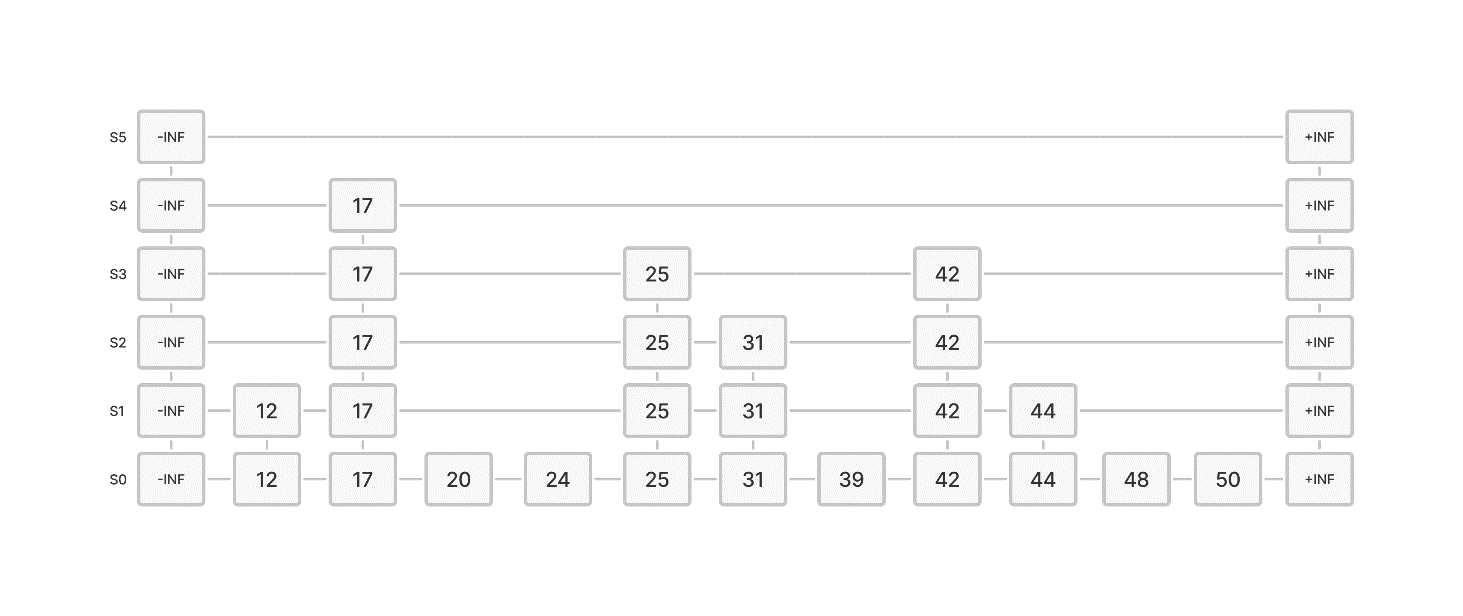 S5 -INF +INF
S4 -INF 17 +INF
S3 -INF 17 25 42 +INF
S2 -INF 17 25 31 42 +INF
S1 -INF 12 17 25 31 42 44 +INF
S0 -INF 12 17 20 24 25 31 39 42 44 48 50 +INF